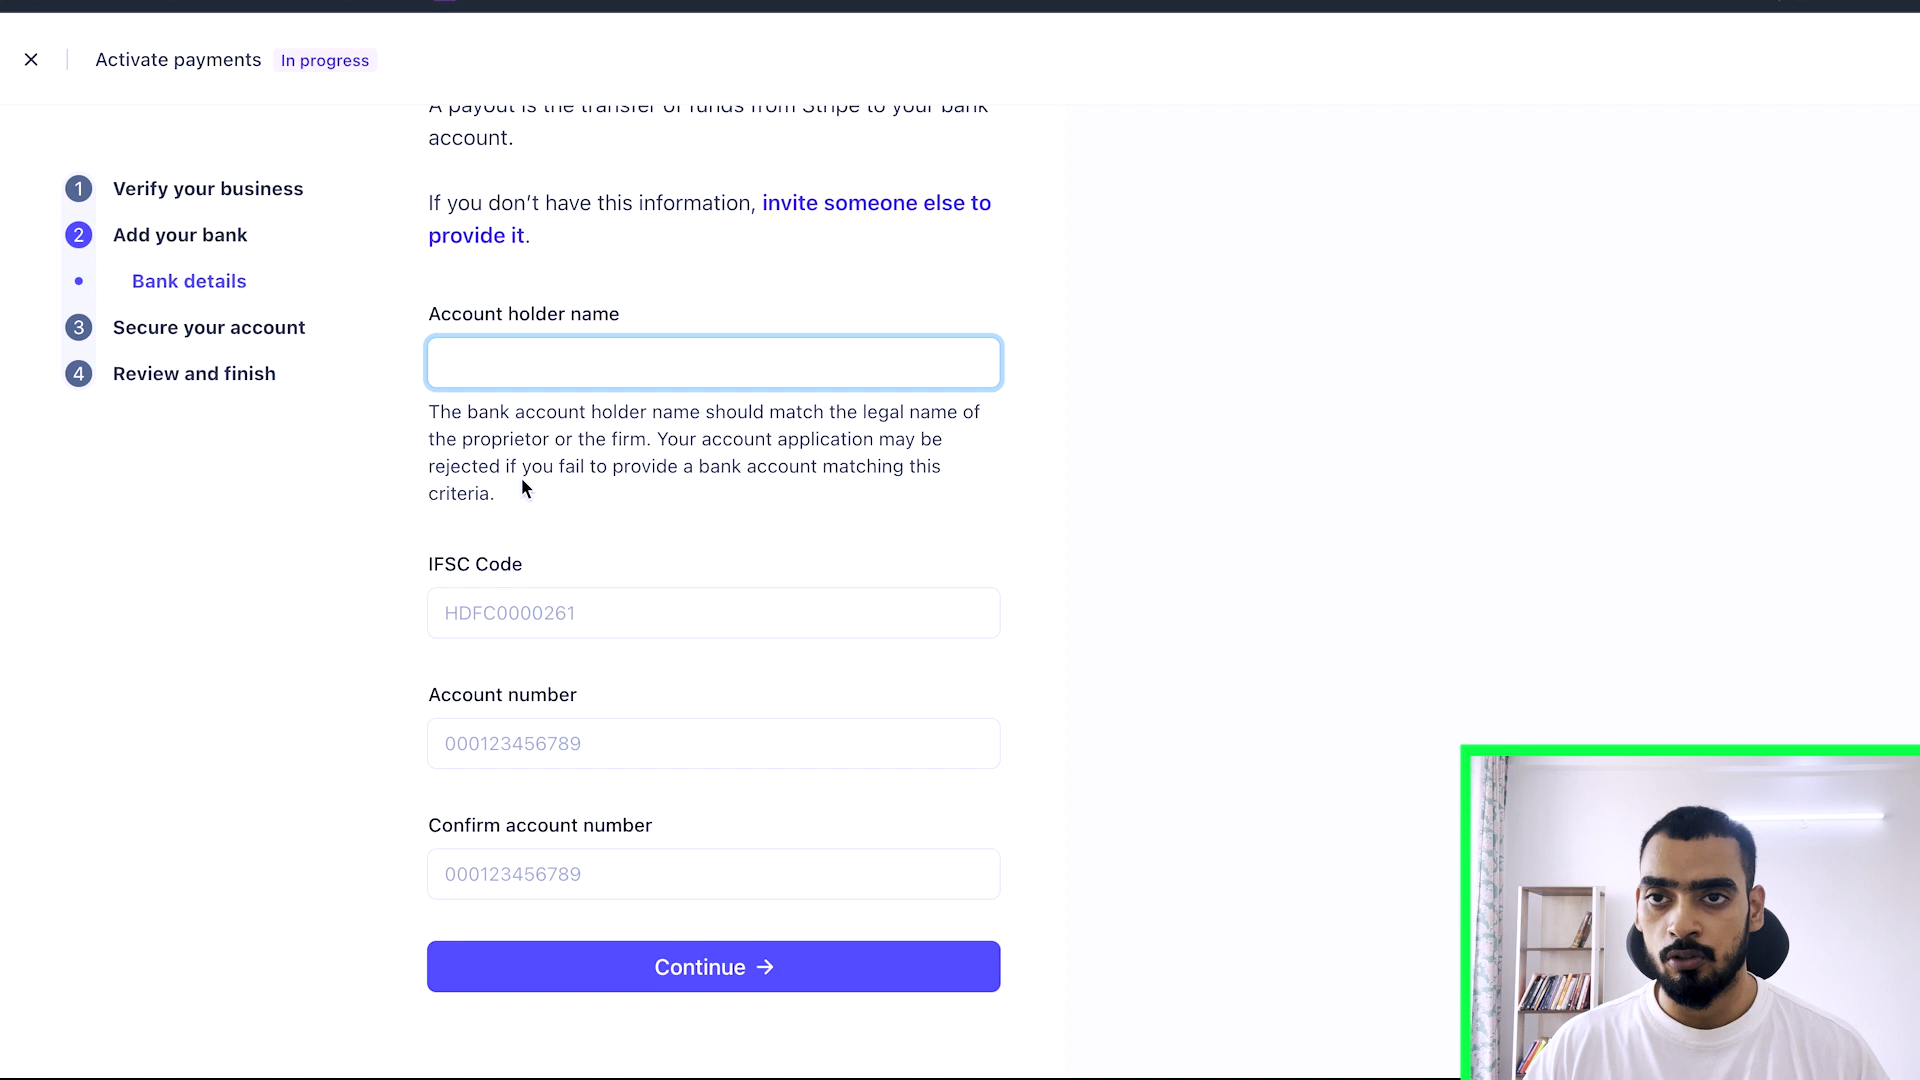 Activate payments In progress
A payout is the transfer of funds from Stripe to your bank
account.
If you don’t have this information, invite someone else to
provide it.
1 Verify your business
2 Add your bank
Bank details
3 Secure your account
4 Review and finish
Account holder name
The bank account holder name should match the legal name of
the proprietor or the firm. Your account application may be
rejected if you fail to provide a bank account matching this
criteria.
IFSC Code
HDFC0000261
Account number
000123456789
Confirm account number
000123456789
Continue →